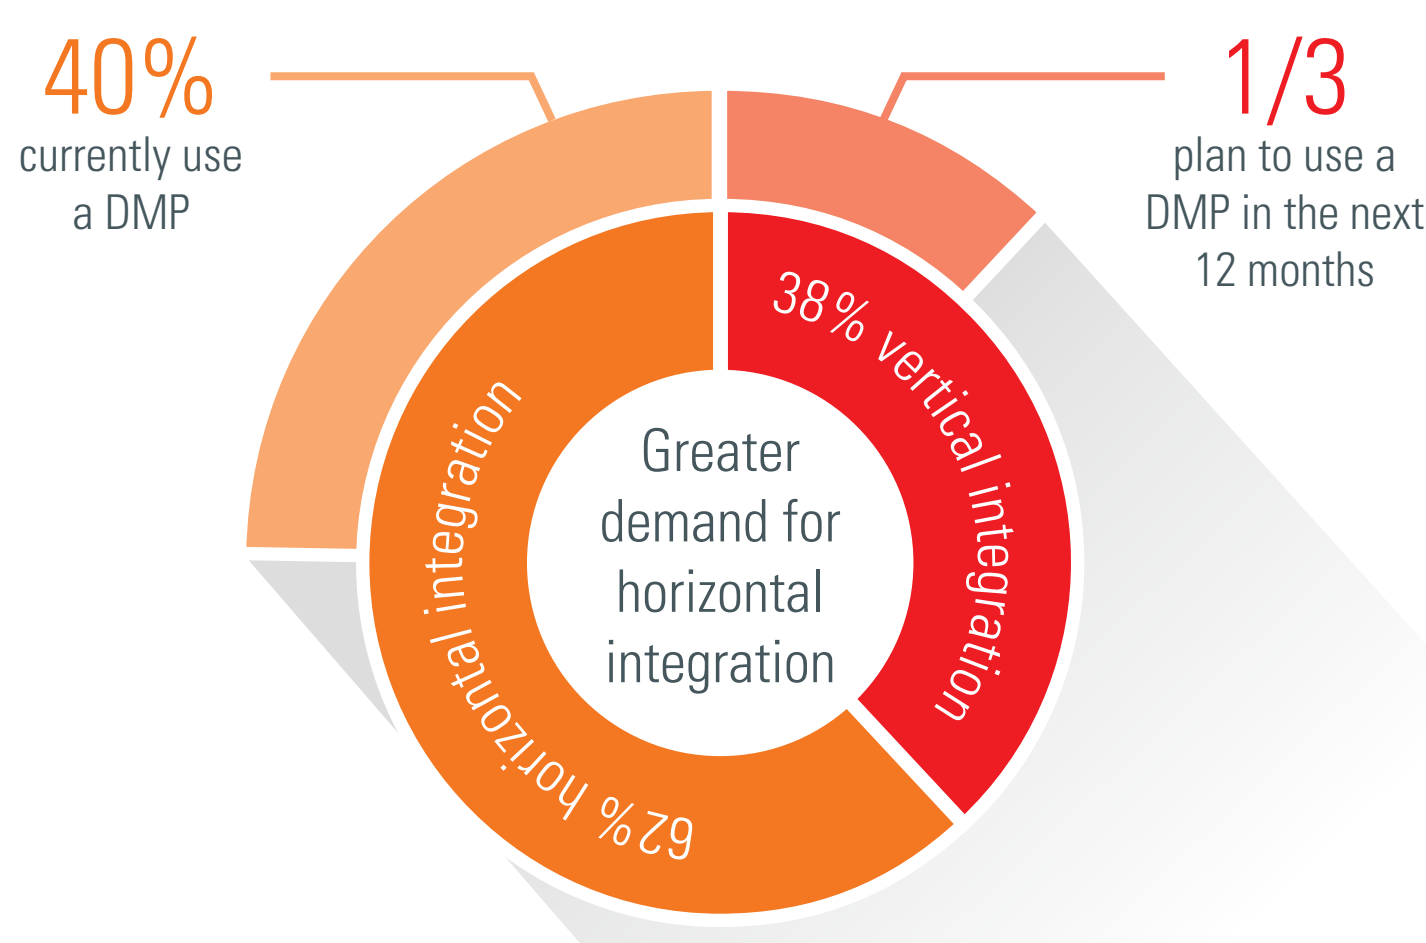 40%
currently use
a DMP
1/3
plan to use a
DMP in the next
12 months
38% vertical integration
62% horizontal integration
Greater
demand for
horizontal
integration